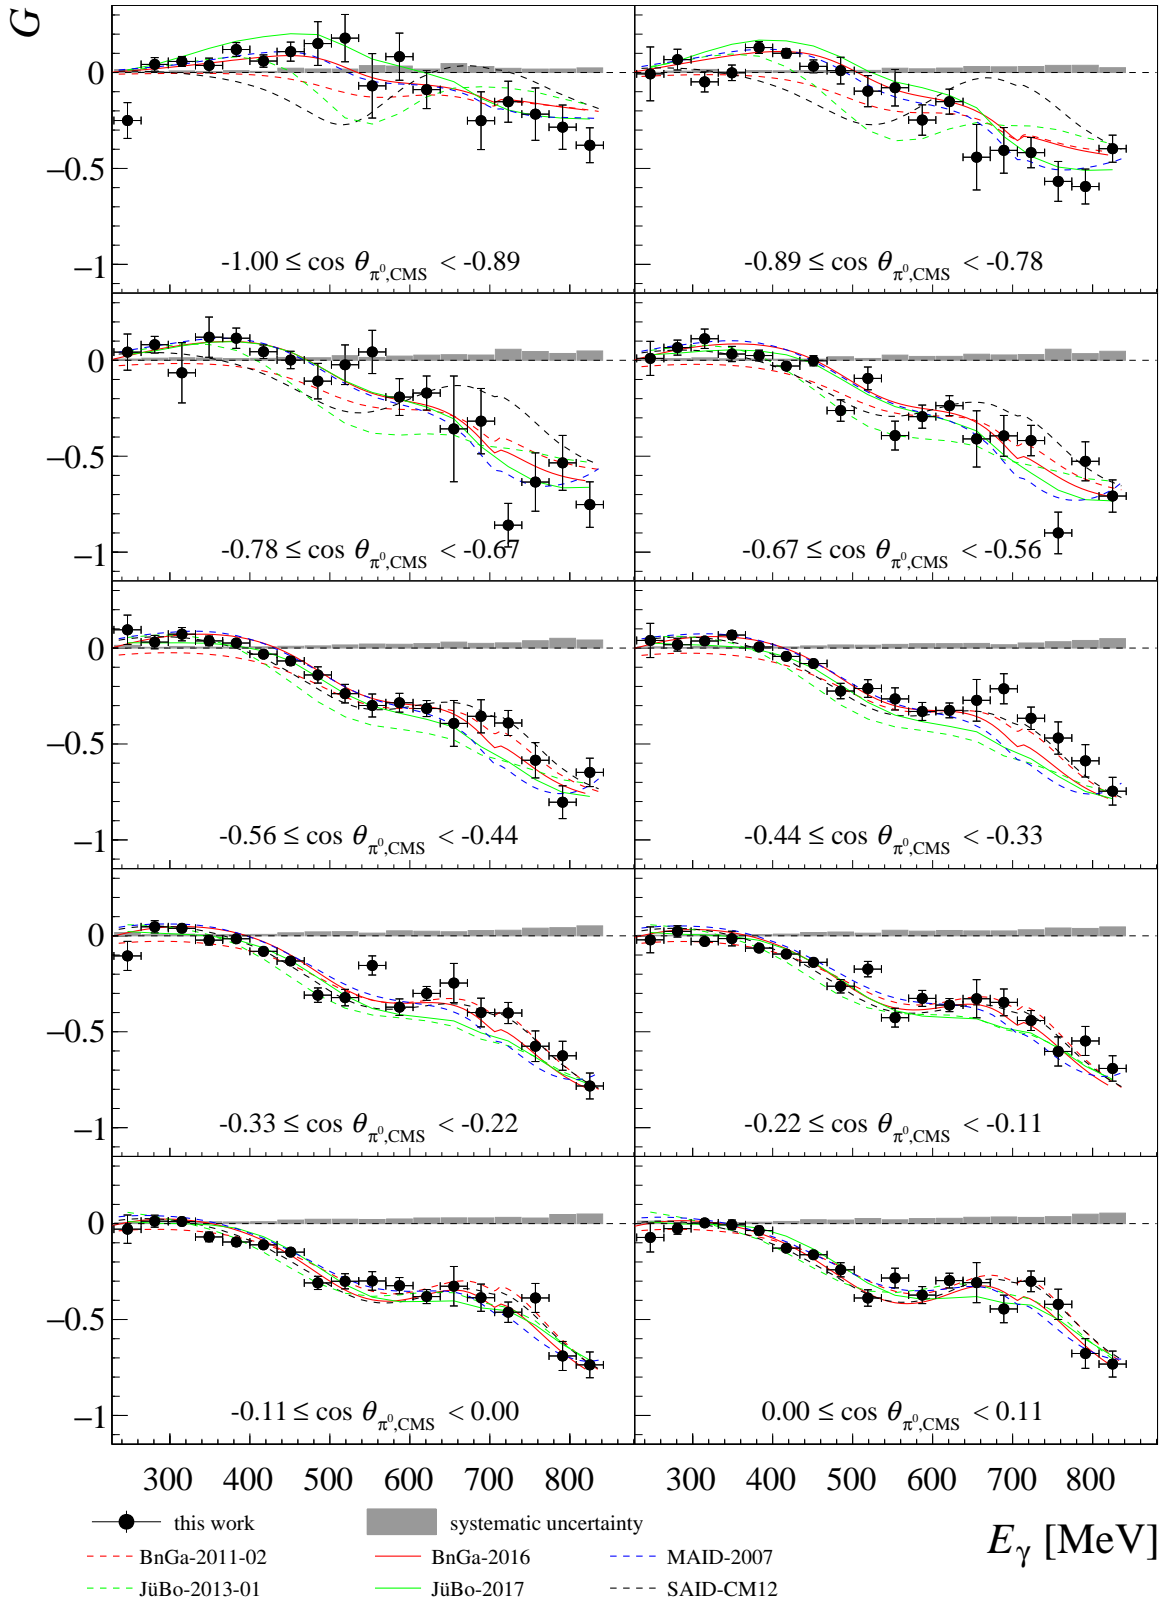 G
0
−0.5
−1
-1.00 ≤ cos θπ⁰,CMS < -0.89
-0.89 ≤ cos θπ⁰,CMS < -0.78
0
−0.5
−1
-0.78 ≤ cos θπ⁰,CMS < -0.67
-0.67 ≤ cos θπ⁰,CMS < -0.56
0
−0.5
−1
-0.56 ≤ cos θπ⁰,CMS < -0.44
-0.44 ≤ cos θπ⁰,CMS < -0.33
0
−0.5
−1
-0.33 ≤ cos θπ⁰,CMS < -0.22
-0.22 ≤ cos θπ⁰,CMS < -0.11
0
−0.5
−1
-0.11 ≤ cos θπ⁰,CMS < 0.00
0.00 ≤ cos θπ⁰,CMS < 0.11
300 400 500 600 700 800 300 400 500 600 700 800
this work systematic uncertainty
Eγ [MeV]
BnGa-2011-02 BnGa-2016 MAID-2007
JüBo-2013-01 JüBo-2017 SAID-CM12